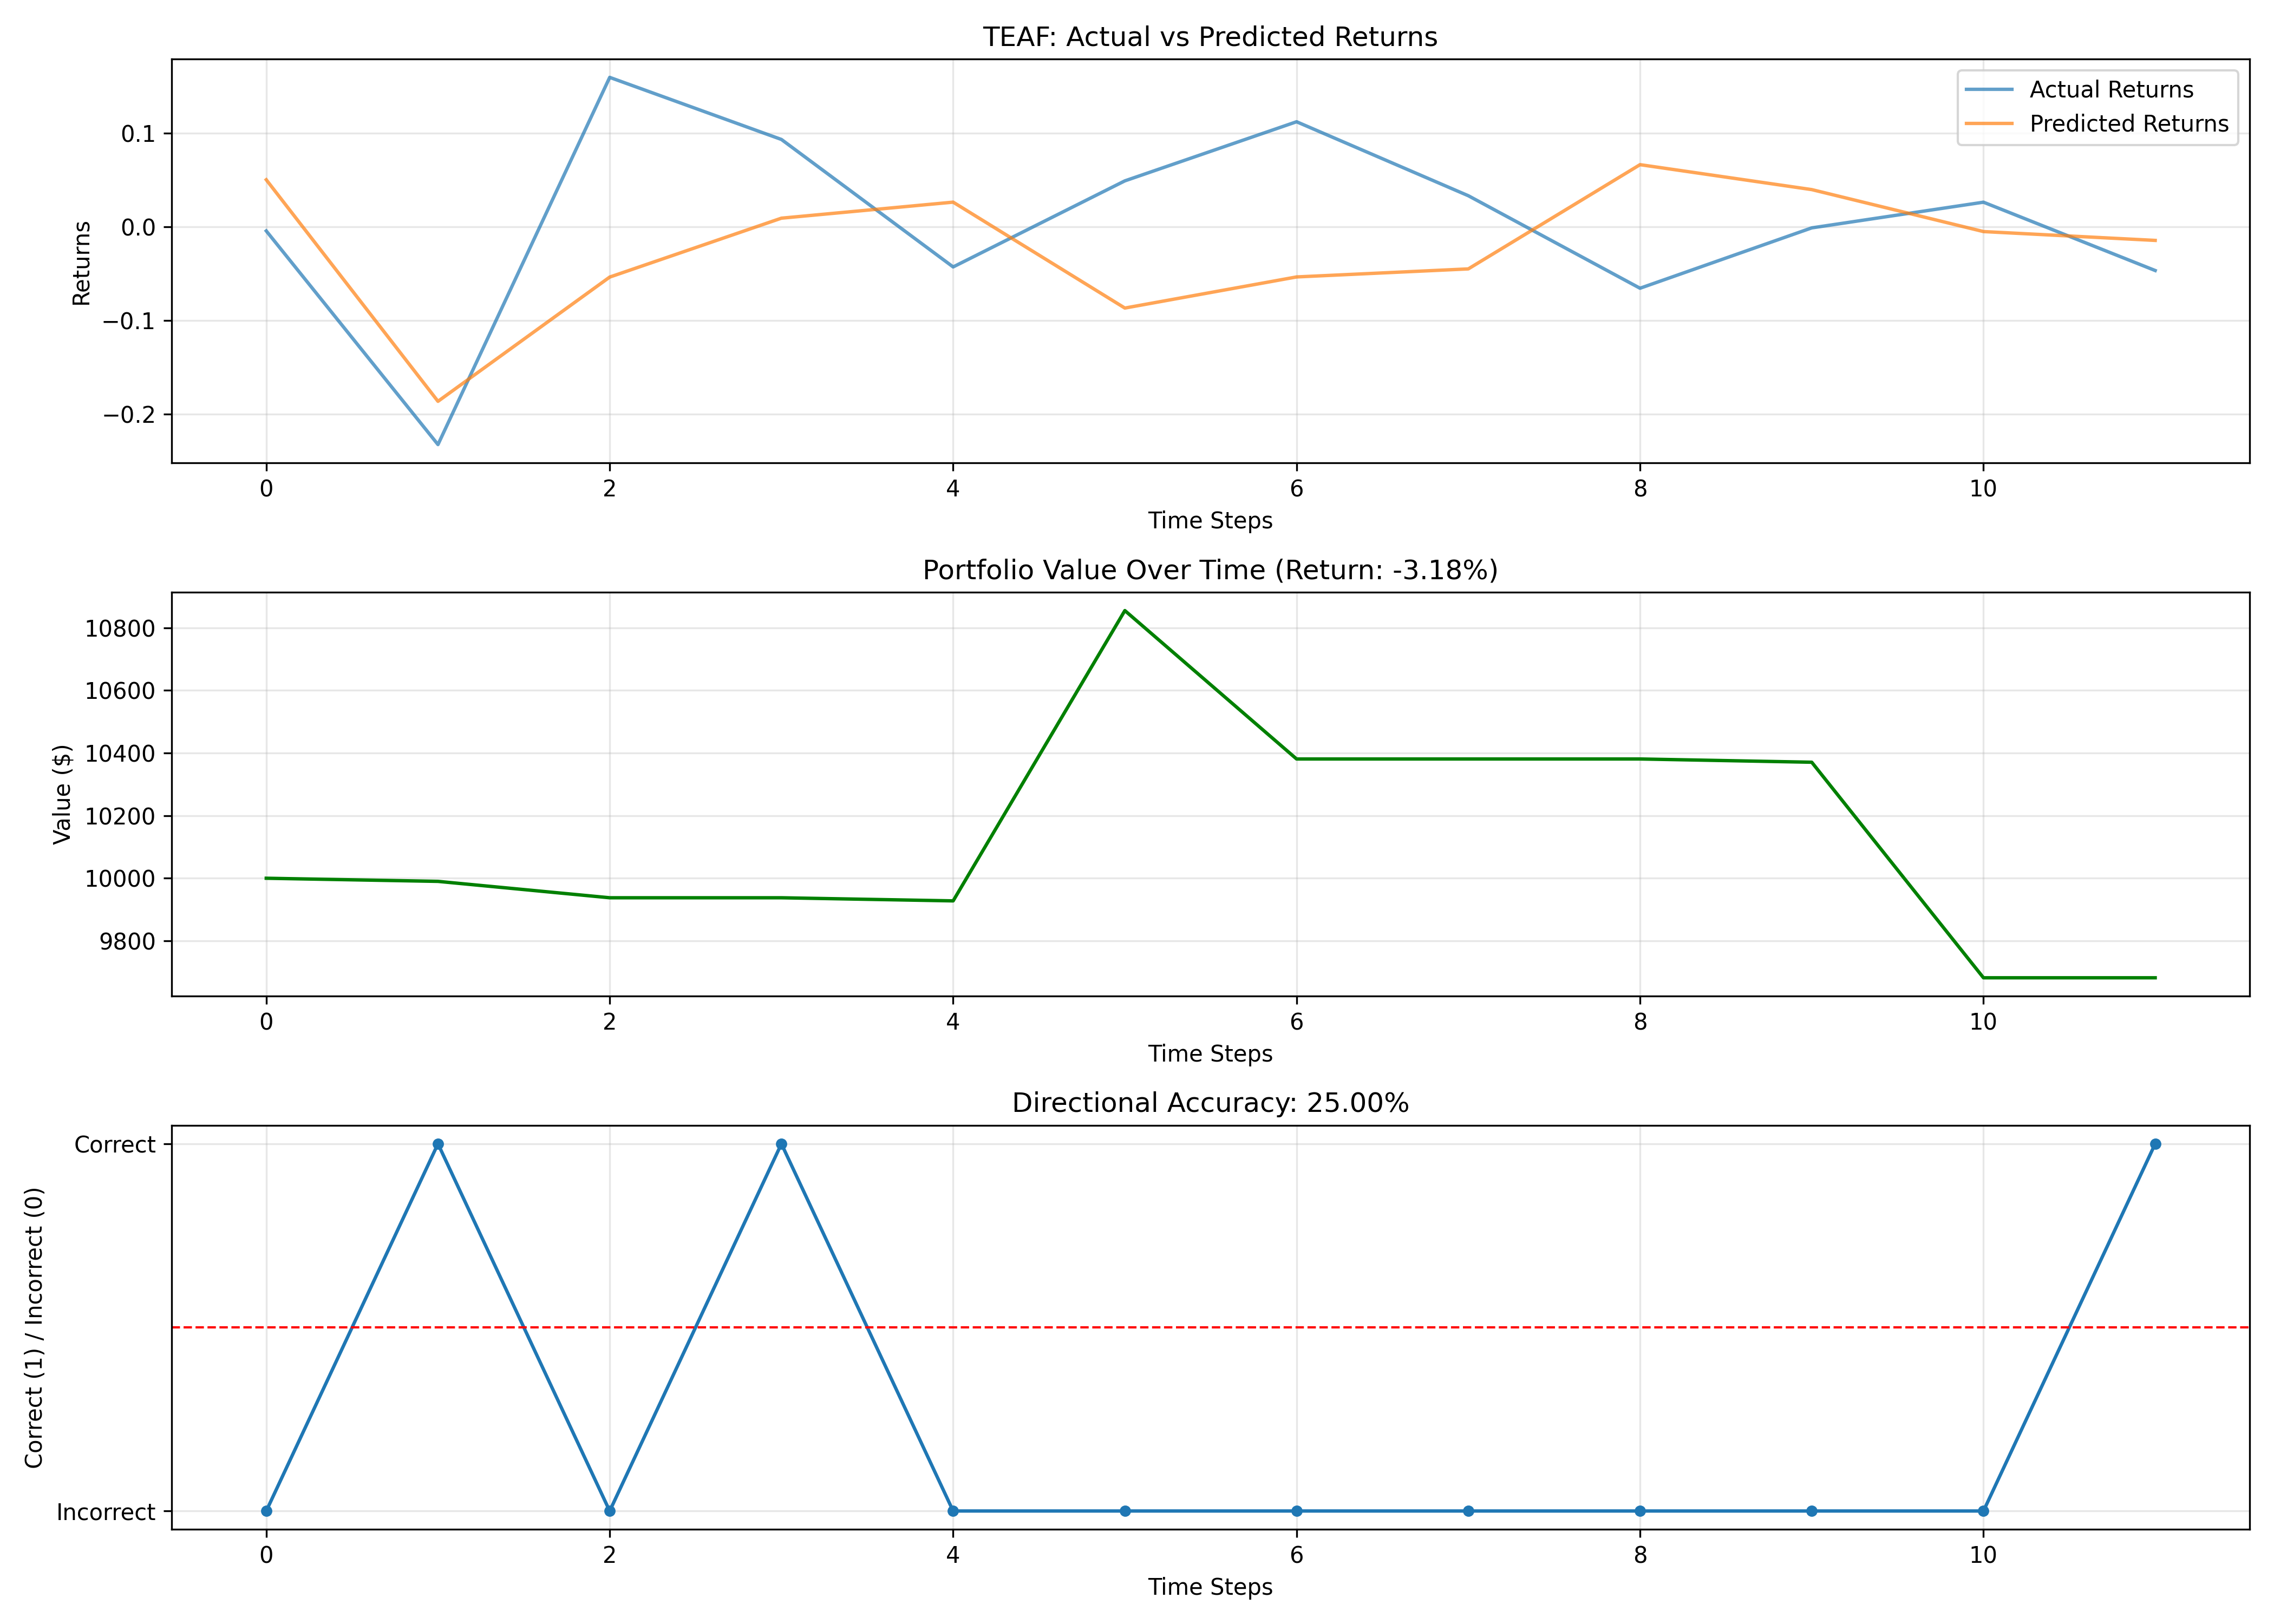 TEAF: Actual vs Predicted Returns
Actual Returns
Predicted Returns
Returns
0.1
0.0
−0.1
−0.2
0 2 4 6 8 10
Time Steps
Portfolio Value Over Time (Return: -3.18%)
Value ($)
10800
10600
10400
10200
10000
9800
0 2 4 6 8 10
Time Steps
Directional Accuracy: 25.00%
Correct (1) / Incorrect (0)
Correct
Incorrect
0 2 4 6 8 10
Time Steps